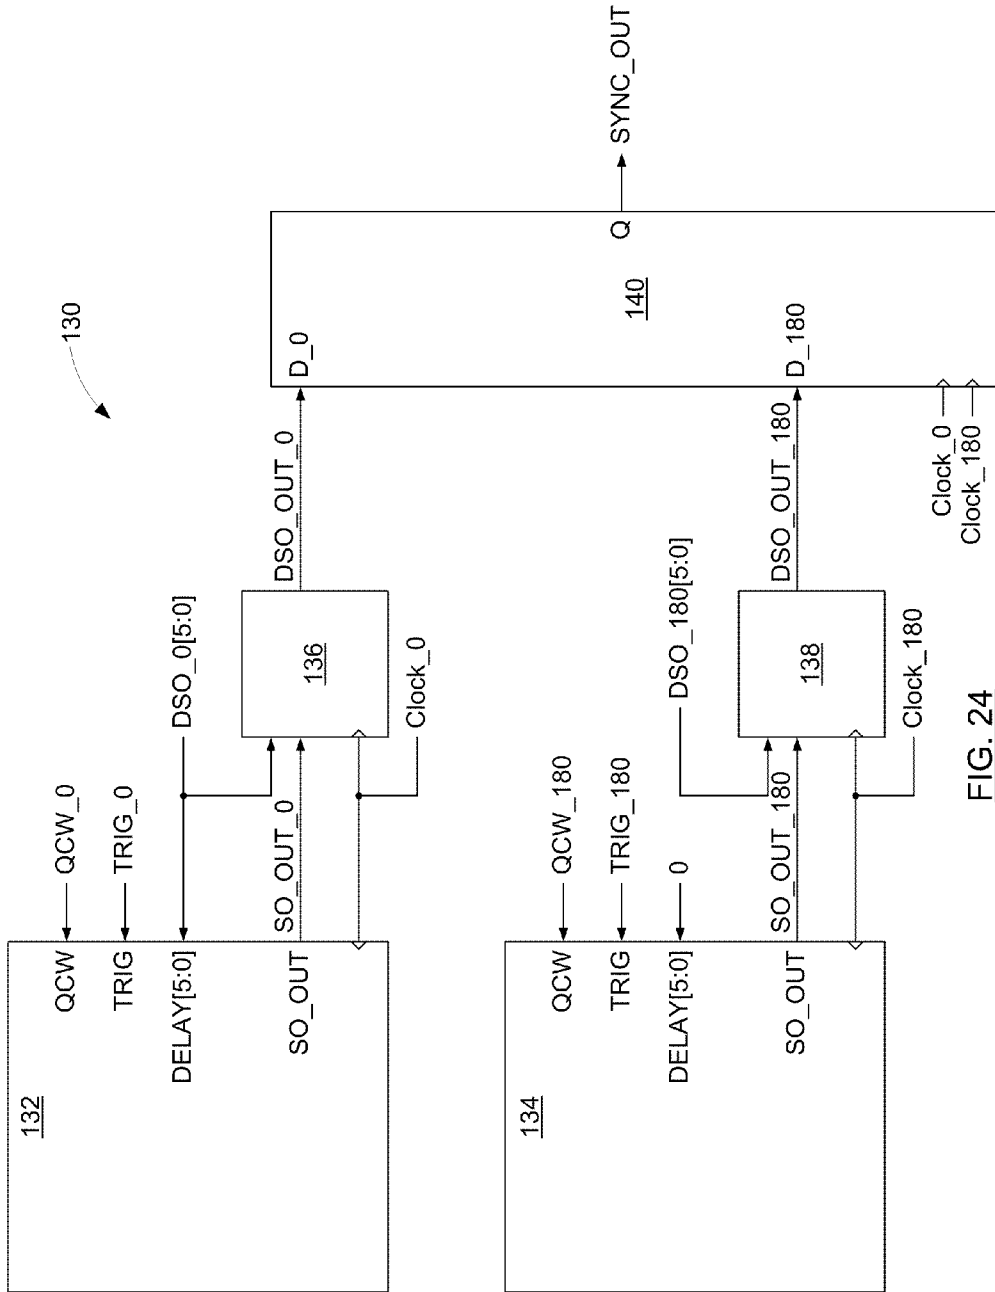 130
132
QCW
QCW_0
TRIG
TRIG_0
DELAY[5:0]
DSO_0[5:0]
SO_OUT
SO_OUT_0
136
Clock_0
DSO_OUT_0
D_0
134
QCW
QCW_180
TRIG
TRIG_180
DELAY[5:0]
0
DSO_180[5:0]
SO_OUT
SO_OUT_180
138
Clock_180
DSO_OUT_180
D_180
140
Q
SYNC_OUT
Clock_0
Clock_180
FIG. 24